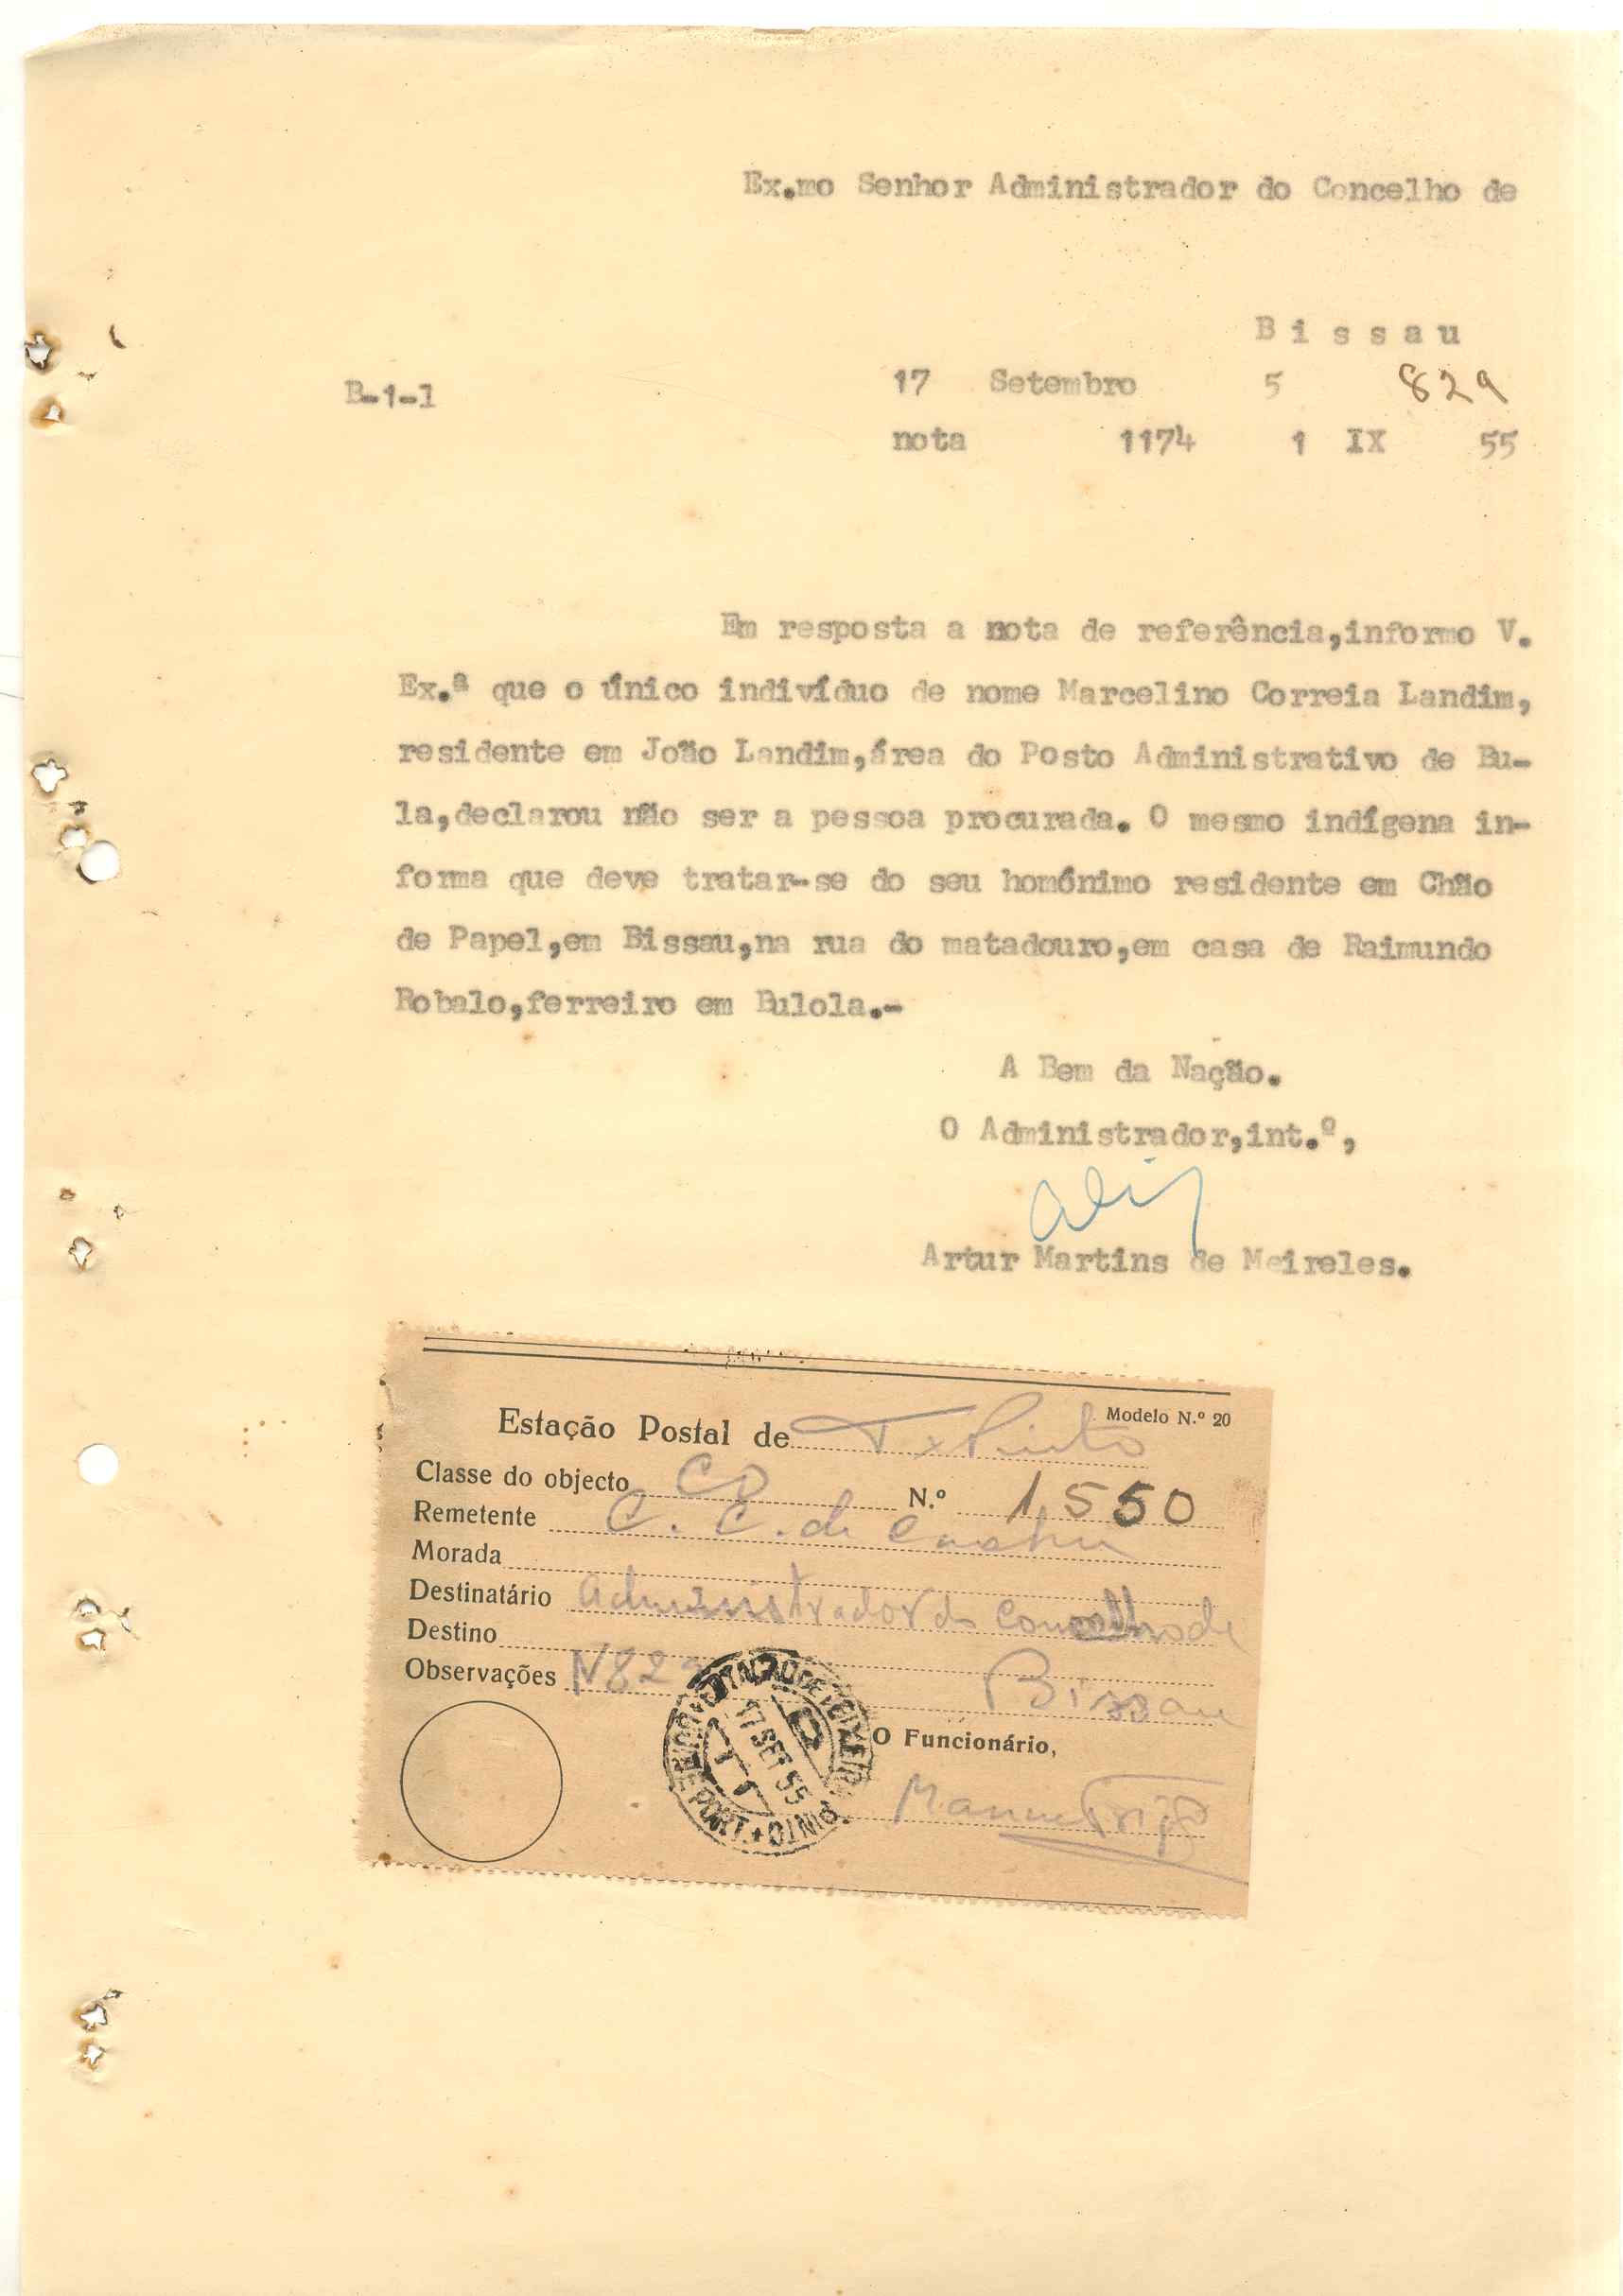 Ex.mo Senhor Administrador do Concelho de
B i s s a u
B-1-1
17 Setembro 5 829
nota 1174 1 IX 55
Em resposta a nota de referência,informo V.
Ex.ª que o único indivíduo de nome Marcelino Correia Landim,
residente em João Landim,área do Posto Administrativo de Bu-
la,declarou não ser a pessoa procurada. O mesmo indígena in-
forma que deve tratar-se do seu homónimo residente em Chão
de Papel,em Bissau,na rua do matadouro,em casa de Raimundo
Robalo,ferreiro em Bulola.-
A Bem da Nação.
O Administrador,int.º,
Artur Martins de Meireles.
Modelo N.º 20
Estação Postal de T x Pinto
Classe do objecto N.º 1550
Remetente C. C. de Cacheu
Morada
Destinatário Administrador do Concelho de
Destino Bissau
Observações N 829
17 SET 55
O Funcionário,